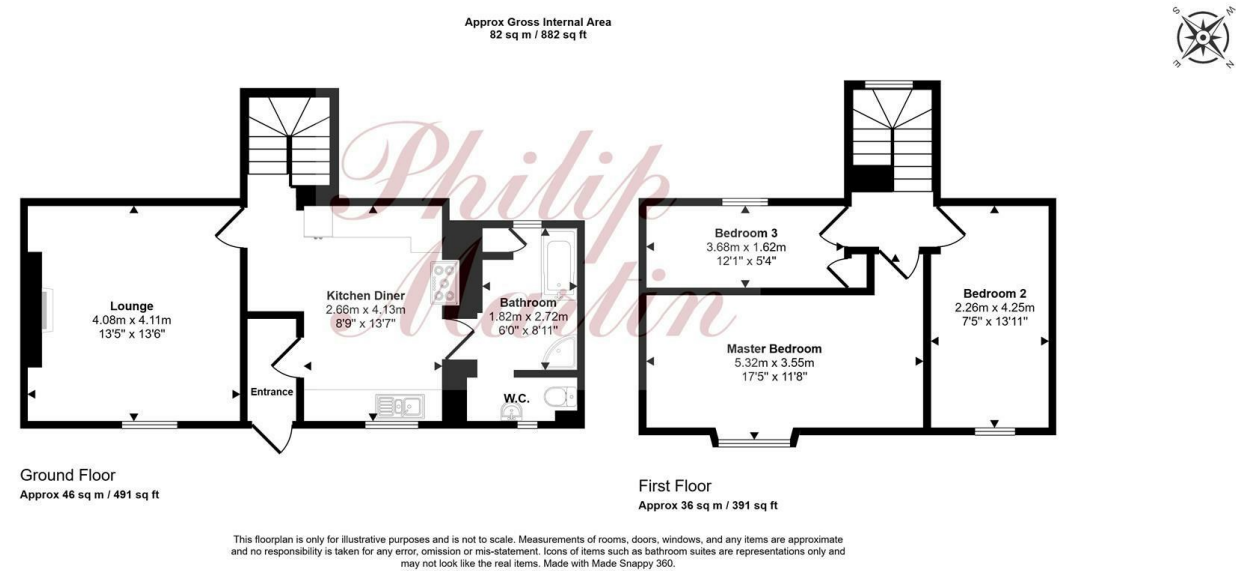 Approx Gross Internal Area
82 sq m / 882 sq ft
S
W
E
N
Philip
Martin
Lounge
4.08m x 4.11m
13'5" x 13'6"
Kitchen Diner
2.66m x 4.13m
8'9" x 13'7"
Bathroom
1.82m x 2.72m
6'0" x 8'11"
Entrance
W.C.
Bedroom 3
3.68m x 1.62m
12'1" x 5'4"
Bedroom 2
2.26m x 4.25m
7'5" x 13'11"
Master Bedroom
5.32m x 3.55m
17'5" x 11'8"
Ground Floor
Approx 46 sq m / 491 sq ft
First Floor
Approx 36 sq m / 391 sq ft
This floorplan is only for illustrative purposes and is not to scale. Measurements of rooms, doors, windows, and any items are approximate
and no responsibility is taken for any error, omission or mis-statement. Icons of items such as bathroom suites are representations only and
may not look like the real items. Made with Made Snappy 360.